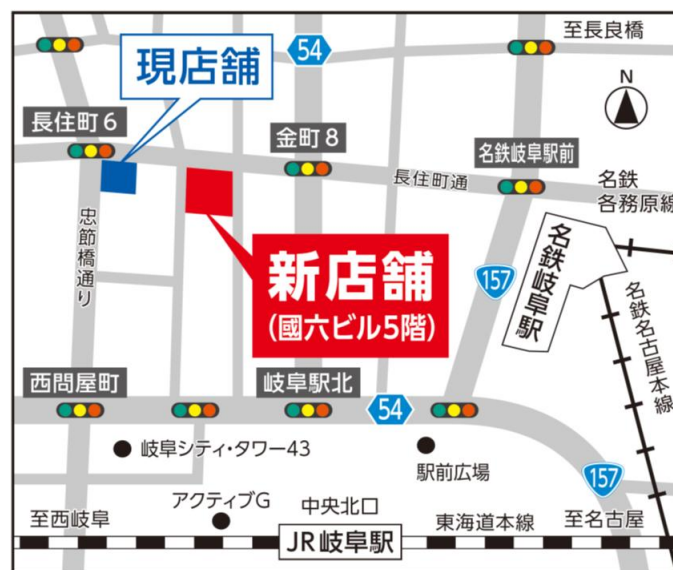 至長良橋
54
現店舗
N
長住町6
金町8
名鉄岐阜駅前
長住町通
名鉄
各務原線
忠節橋通り
新店舗
(國六ビル5階)
157
名鉄岐阜駅
名鉄名古屋本線
西問屋町
岐阜駅北
54
岐阜シティ・タワー43
駅前広場
157
アクティブG
中央北口
至西岐阜
東海道本線
至名古屋
JR岐阜駅